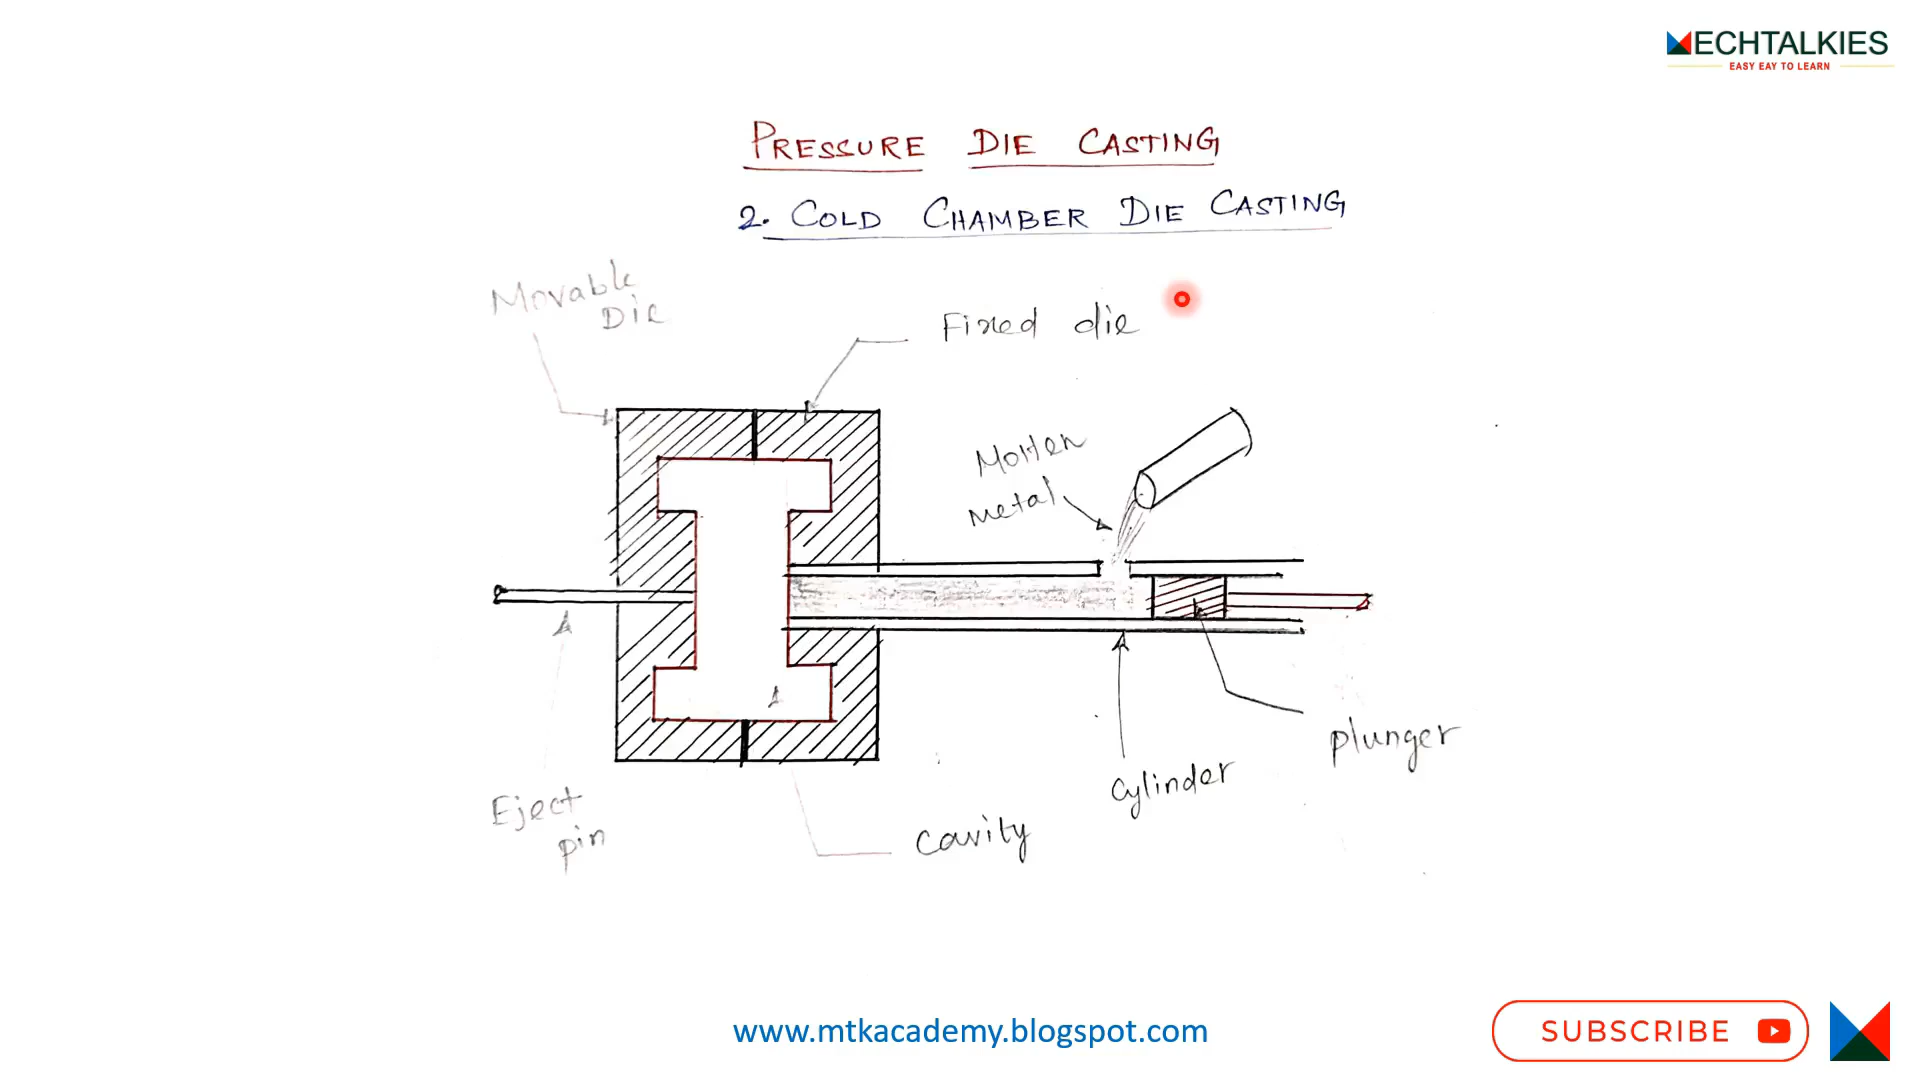 MECHTALKIES
EASY EAY TO LEARN
PRESSURE DIE CASTING
2. COLD CHAMBER DIE CASTING
Movable
Die
Fixed die
Molten
metal
plunger
Cylinder
Eject
pin
Cavity
www.mtkacademy.blogspot.com
SUBSCRIBE